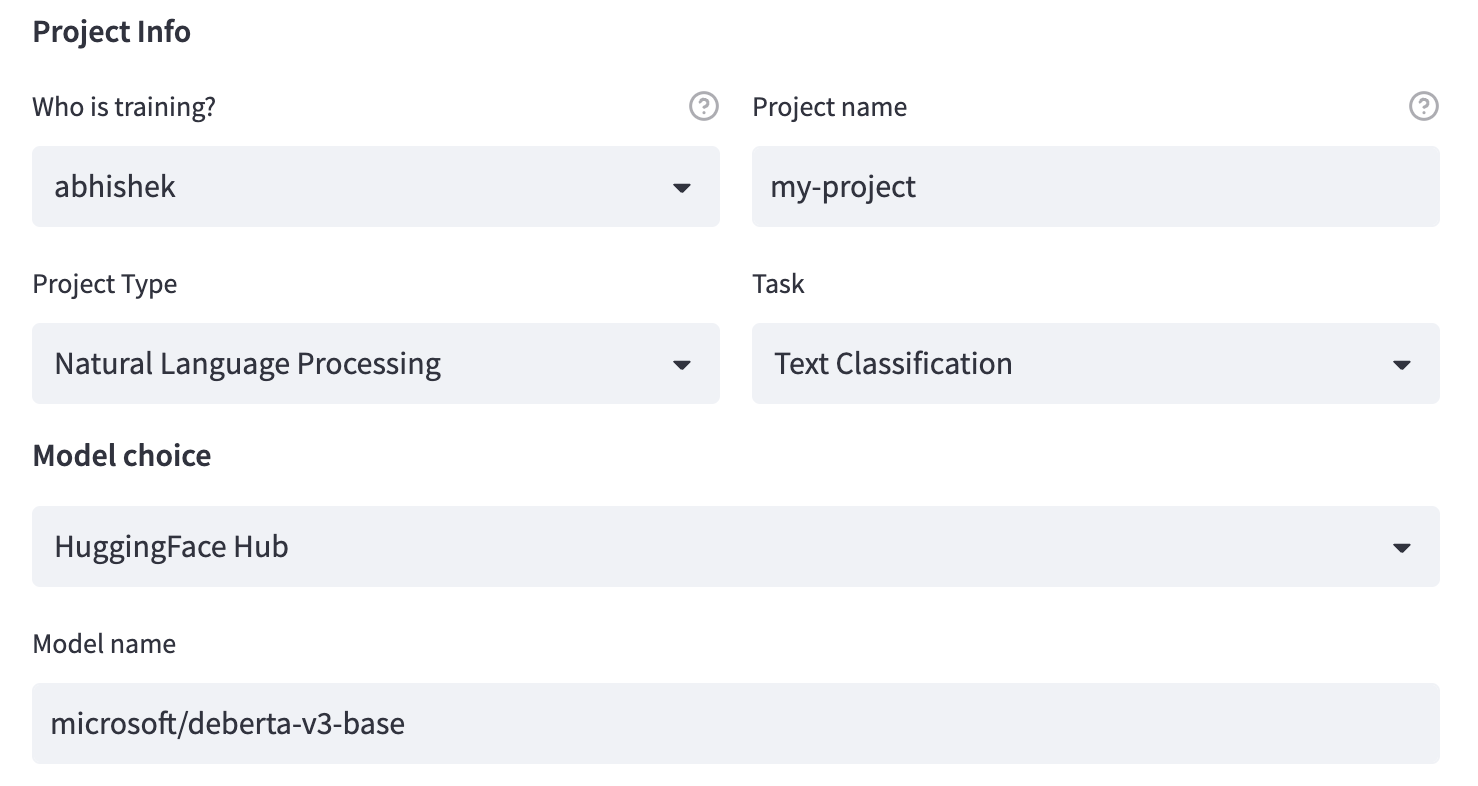 Project Info
Who is training?
Project name
abhishek
my-project
Project Type
Task
Natural Language Processing
Text Classification
Model choice
HuggingFace Hub
Model name
microsoft/deberta-v3-base